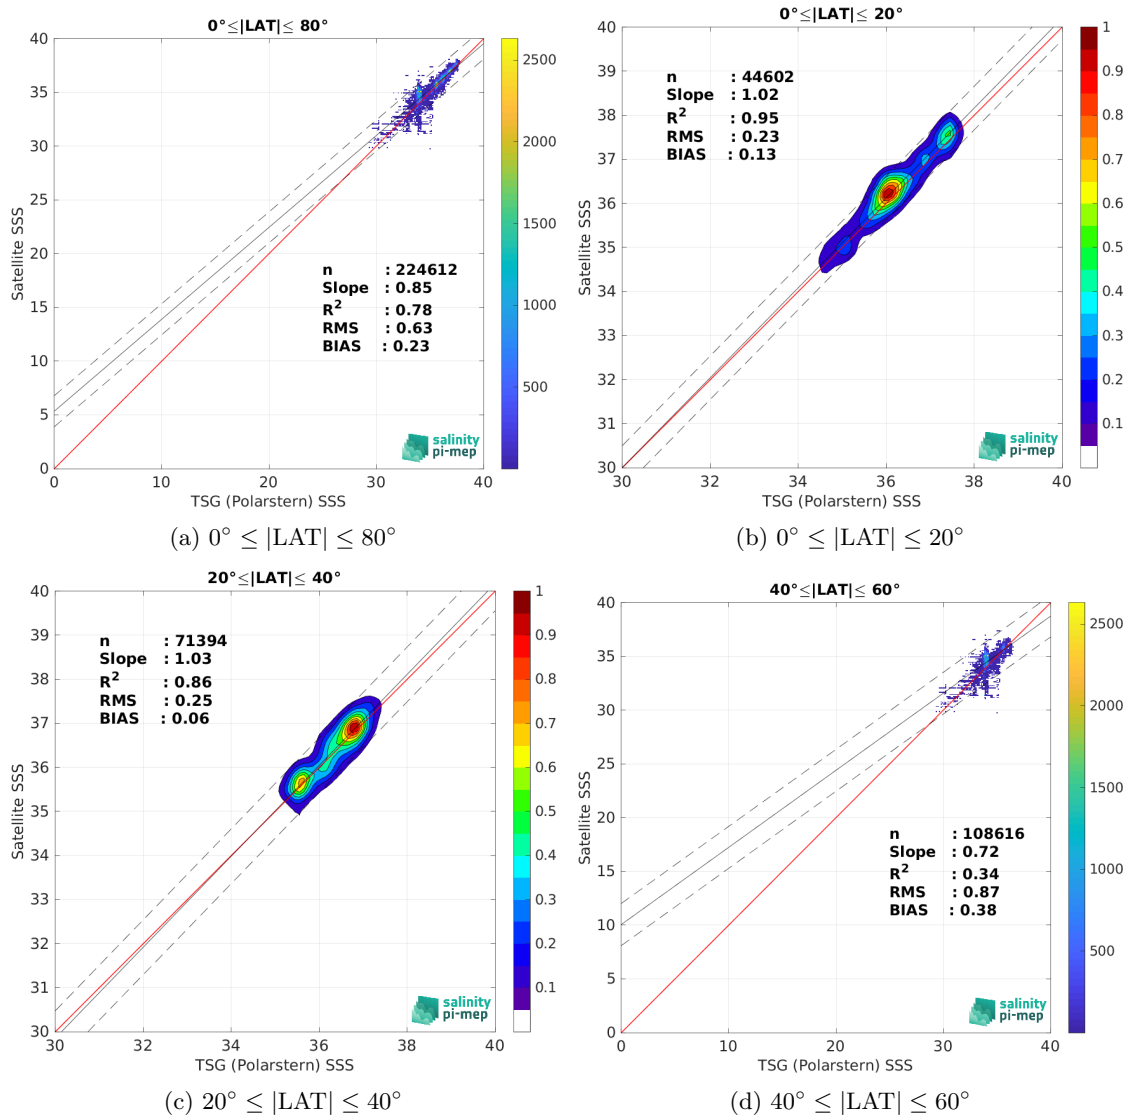 0°≤|LAT|≤ 80°
40
35
30
25
20
15
10
5
0
Satellite SSS
n : 224612
Slope : 0.85
R² : 0.78
RMS : 0.63
BIAS : 0.23
salinity
pi-mep
0 10 20 30 40
TSG (Polarstern) SSS
2500
2000
1500
1000
500
(a) 0° ≤ |LAT| ≤ 80°
0°≤|LAT|≤ 20°
40
39
38
37
36
35
34
33
32
31
30
Satellite SSS
n : 44602
Slope : 1.02
R² : 0.95
RMS : 0.23
BIAS : 0.13
salinity
pi-mep
30 32 34 36 38 40
TSG (Polarstern) SSS
1
0.9
0.8
0.7
0.6
0.5
0.4
0.3
0.2
0.1
(b) 0° ≤ |LAT| ≤ 20°
20°≤|LAT|≤ 40°
40
39
38
37
36
35
34
33
32
31
30
Satellite SSS
n : 71394
Slope : 1.03
R² : 0.86
RMS : 0.25
BIAS : 0.06
salinity
pi-mep
30 32 34 36 38 40
TSG (Polarstern) SSS
1
0.9
0.8
0.7
0.6
0.5
0.4
0.3
0.2
0.1
(c) 20° ≤ |LAT| ≤ 40°
40°≤|LAT|≤ 60°
40
35
30
25
20
15
10
5
0
Satellite SSS
n : 108616
Slope : 0.72
R² : 0.34
RMS : 0.87
BIAS : 0.38
salinity
pi-mep
0 10 20 30 40
TSG (Polarstern) SSS
2500
2000
1500
1000
500
(d) 40° ≤ |LAT| ≤ 60°